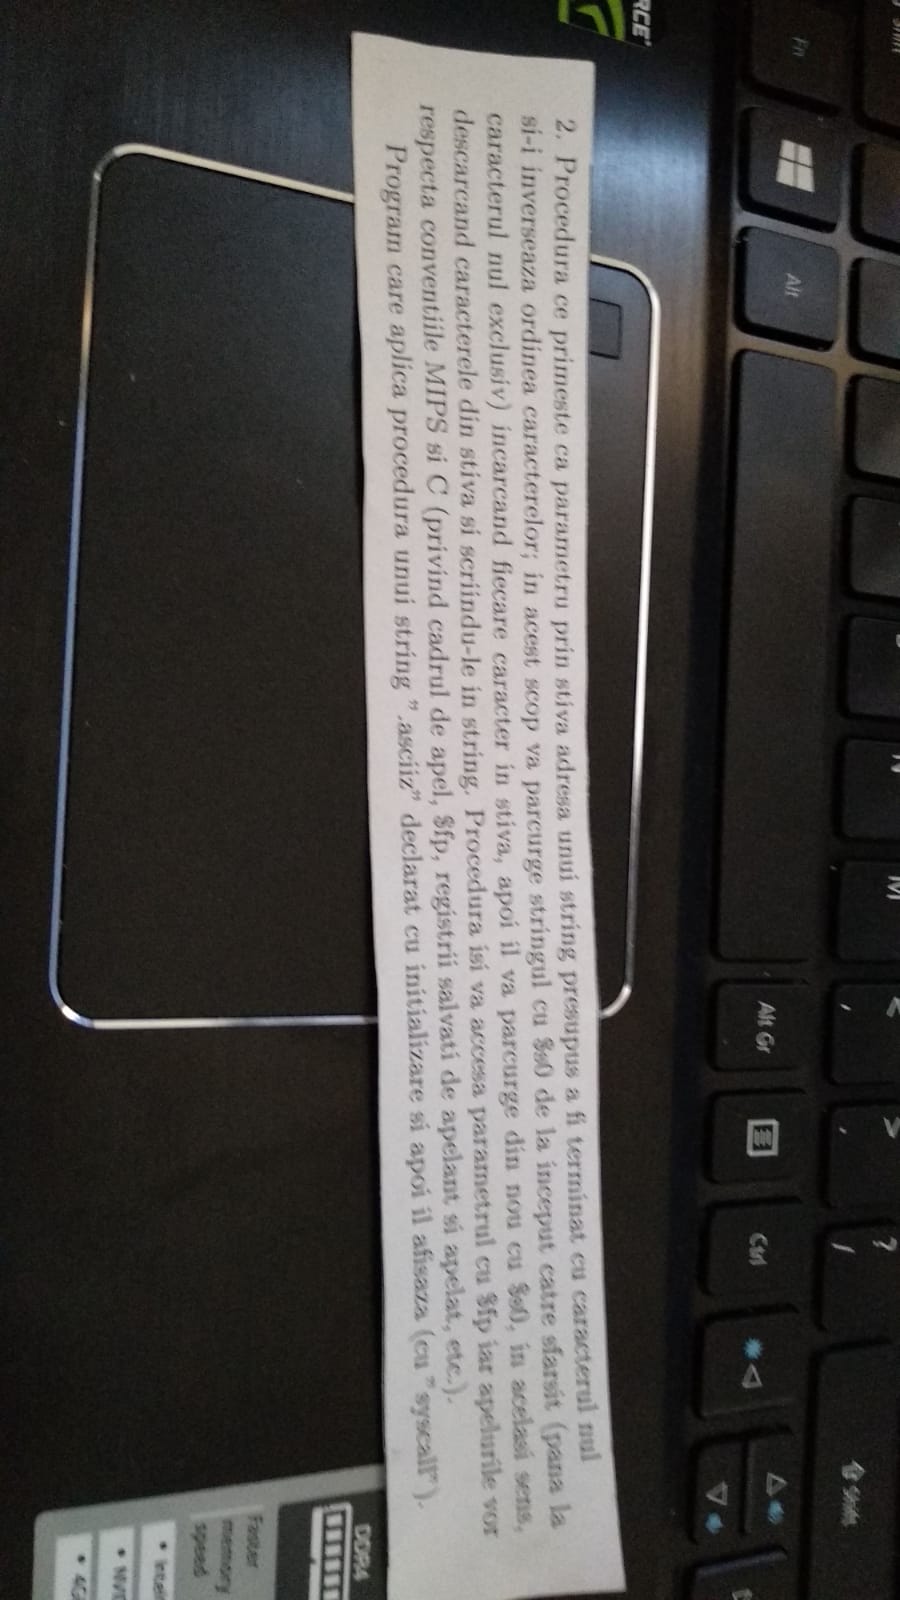 2. Procedura ce primeste ca parametru prin stiva adresa unui string presupus a fi terminat cu caracterul nul
si-i inverseaza ordinea caracterelor; in acest scop va parcurge stringul cu $s0 de la inceput catre sfarsit (pana la
caracterul nul exclusiv) incarcand fiecare caracter in stiva, apoi il va parcurge din nou cu $s0, in acelasi sens,
descarcand caracterele din stiva si scriindu-le in string. Procedura isi va accesa parametrul cu $fp iar apelurile vor
respecta conventiile MIPS si C (privind cadrul de apel, $fp, registrii salvati de apelant si apelat, etc.).
Program care aplica procedura unui string ".asciiz" declarat cu initializare si apoi il afisaza (cu "syscall").
RCE
Fn
Alt
Alt Gr
Ctrl
Shift
M
<
>
?
/
DDR4
Faster
memory
speed
• Intel